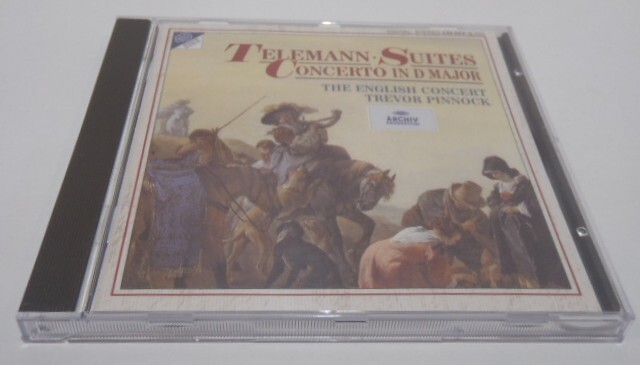 TELEMANN · SUITES
CONCERTO IN D MAJOR
THE ENGLISH CONCERT
TREVOR PINNOCK
ARCHIV